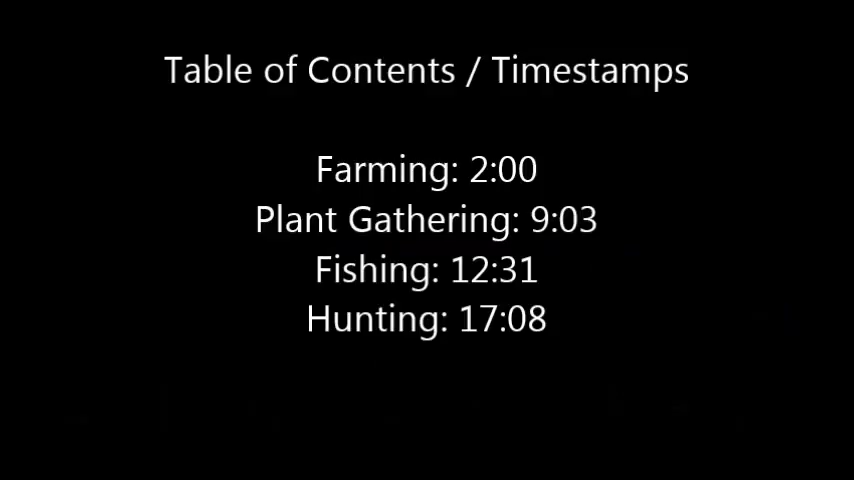 Table of Contents / Timestamps
Farming: 2:00
Plant Gathering: 9:03
Fishing: 12:31
Hunting: 17:08